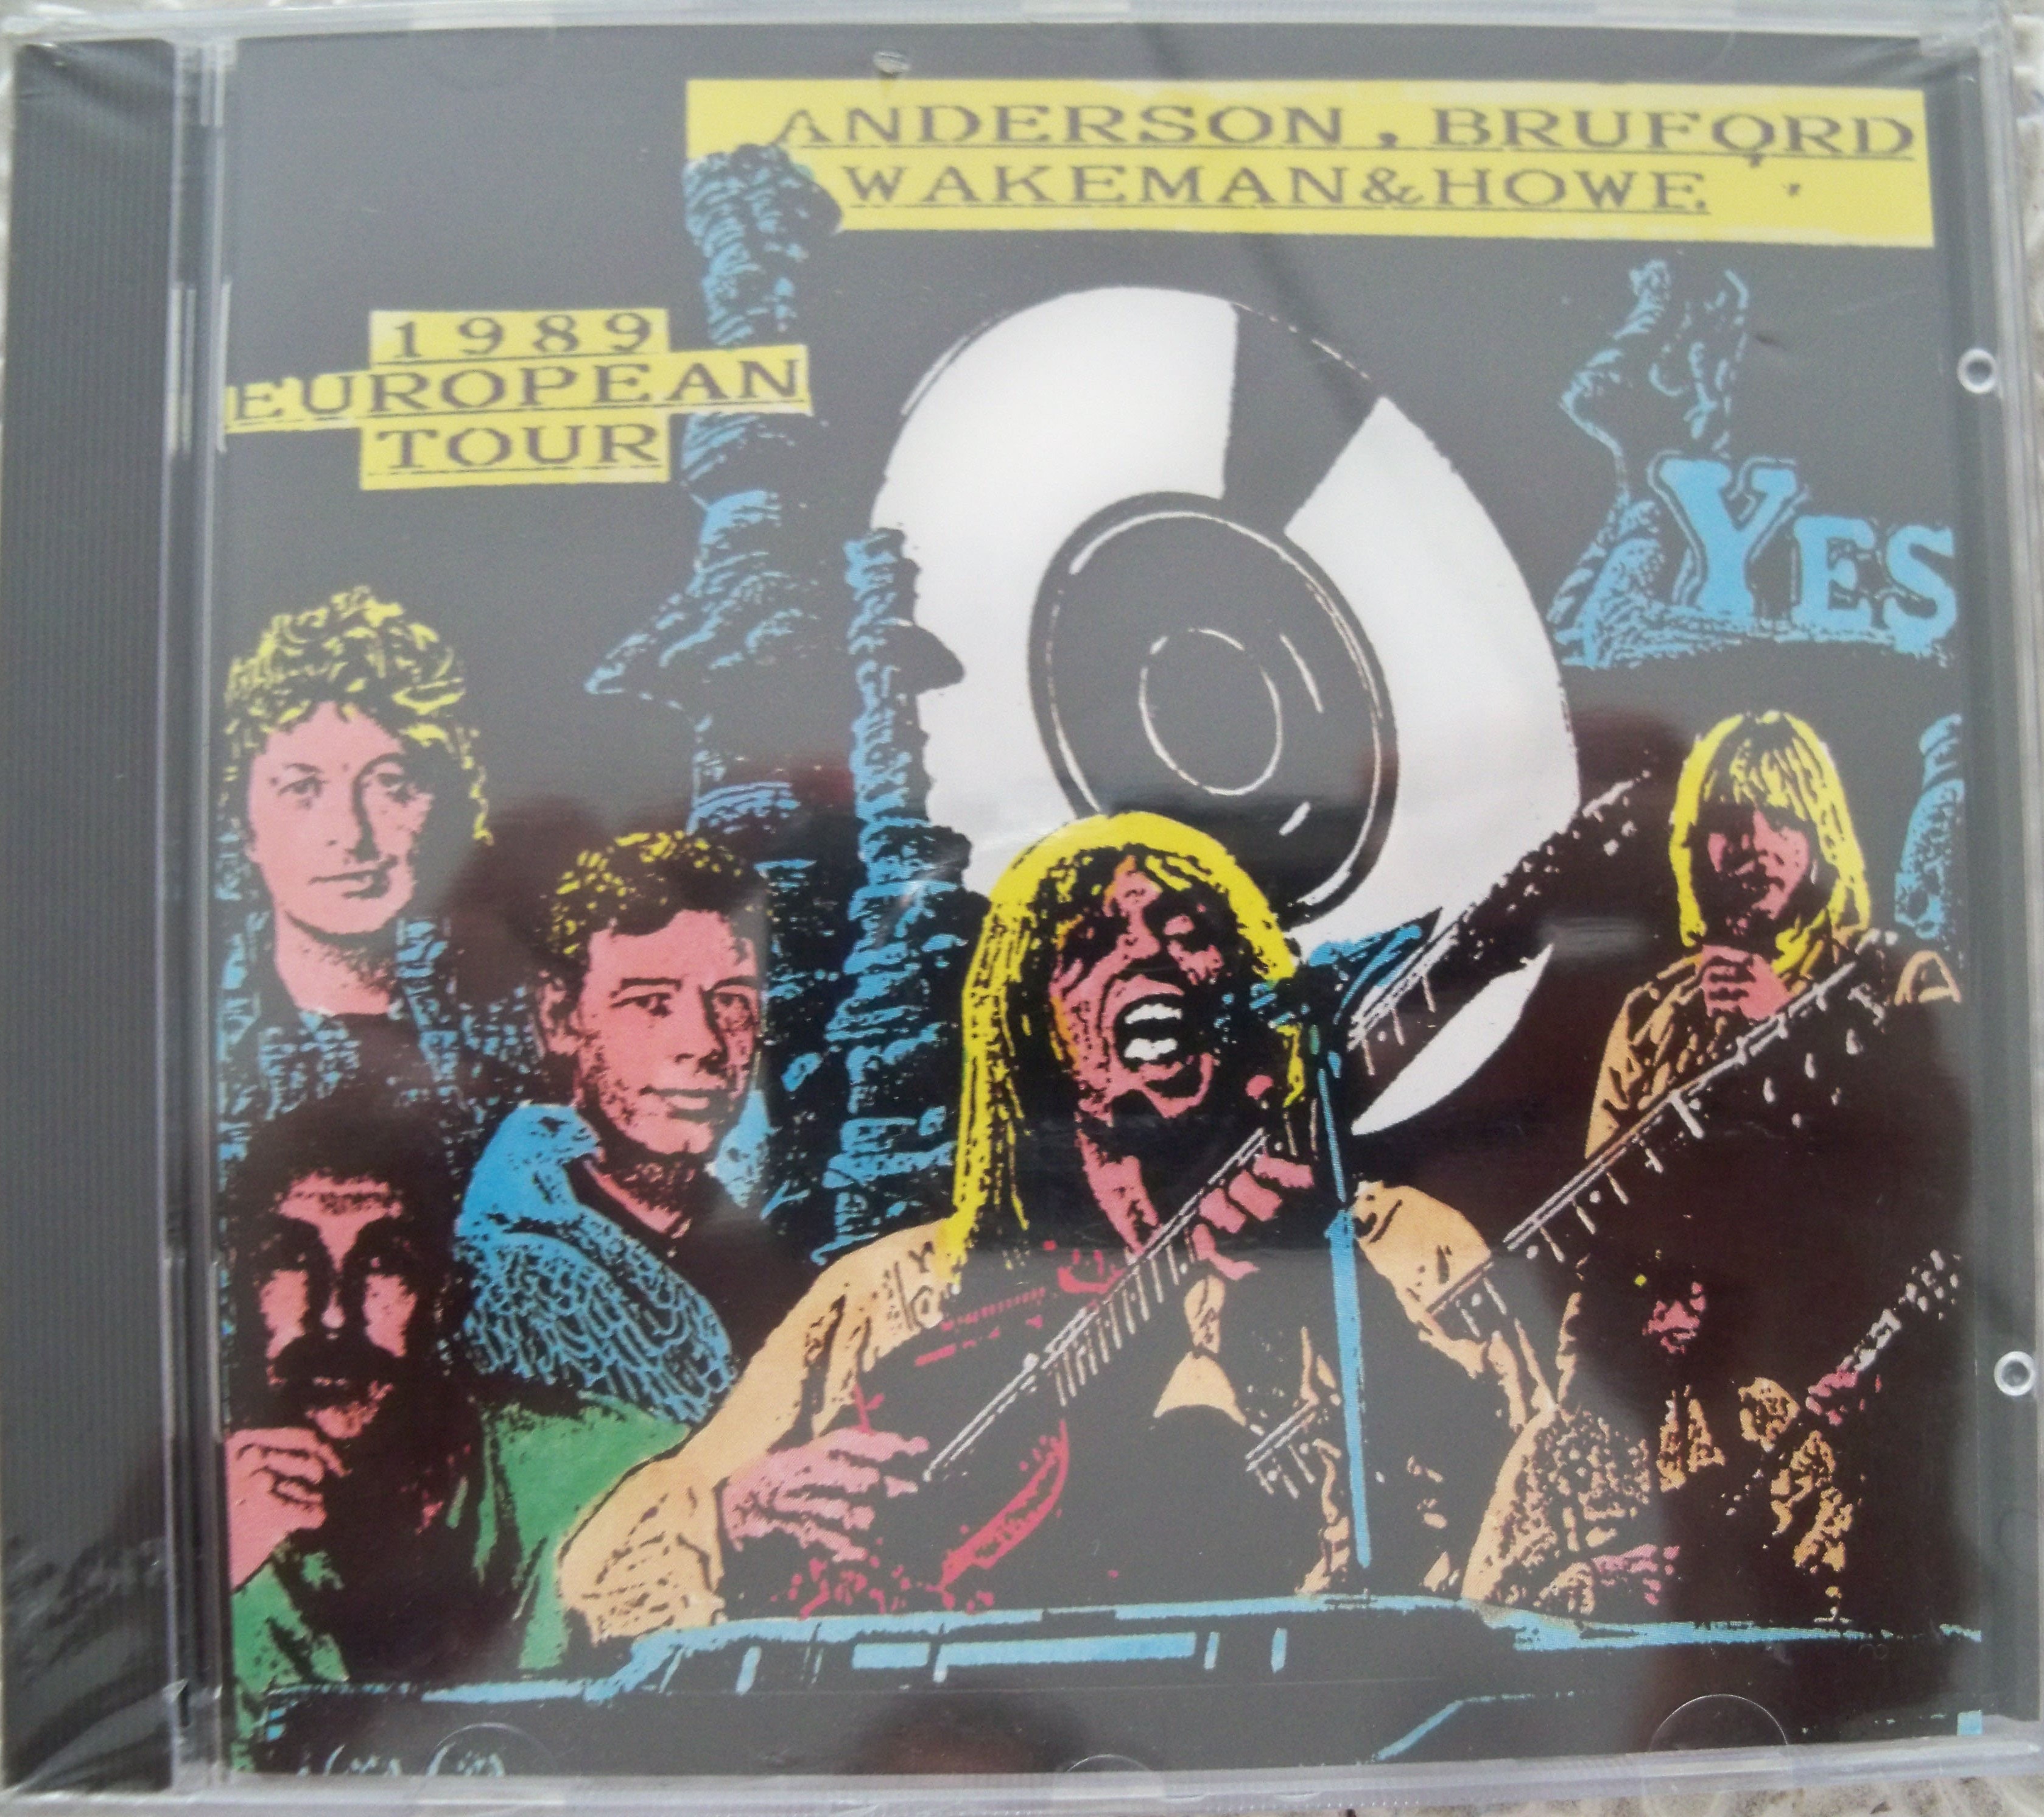 ANDERSON, BRUFORD
WAKEMAN&HOWE.
1989
EUROPEAN
TOUR
YES